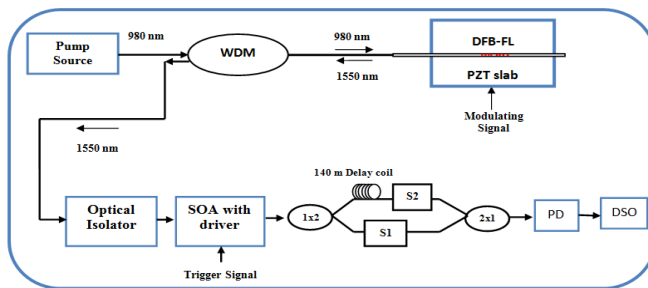 980 nm
980 nm
Pump
Source
WDM
DFB-FL
1550 nm
PZT slab
Modulating
Signal
1550 nm
140 m Delay coil
Optical
Isolator
SOA with
driver
1x2
S2
S1
2x1
PD
DSO
Trigger Signal